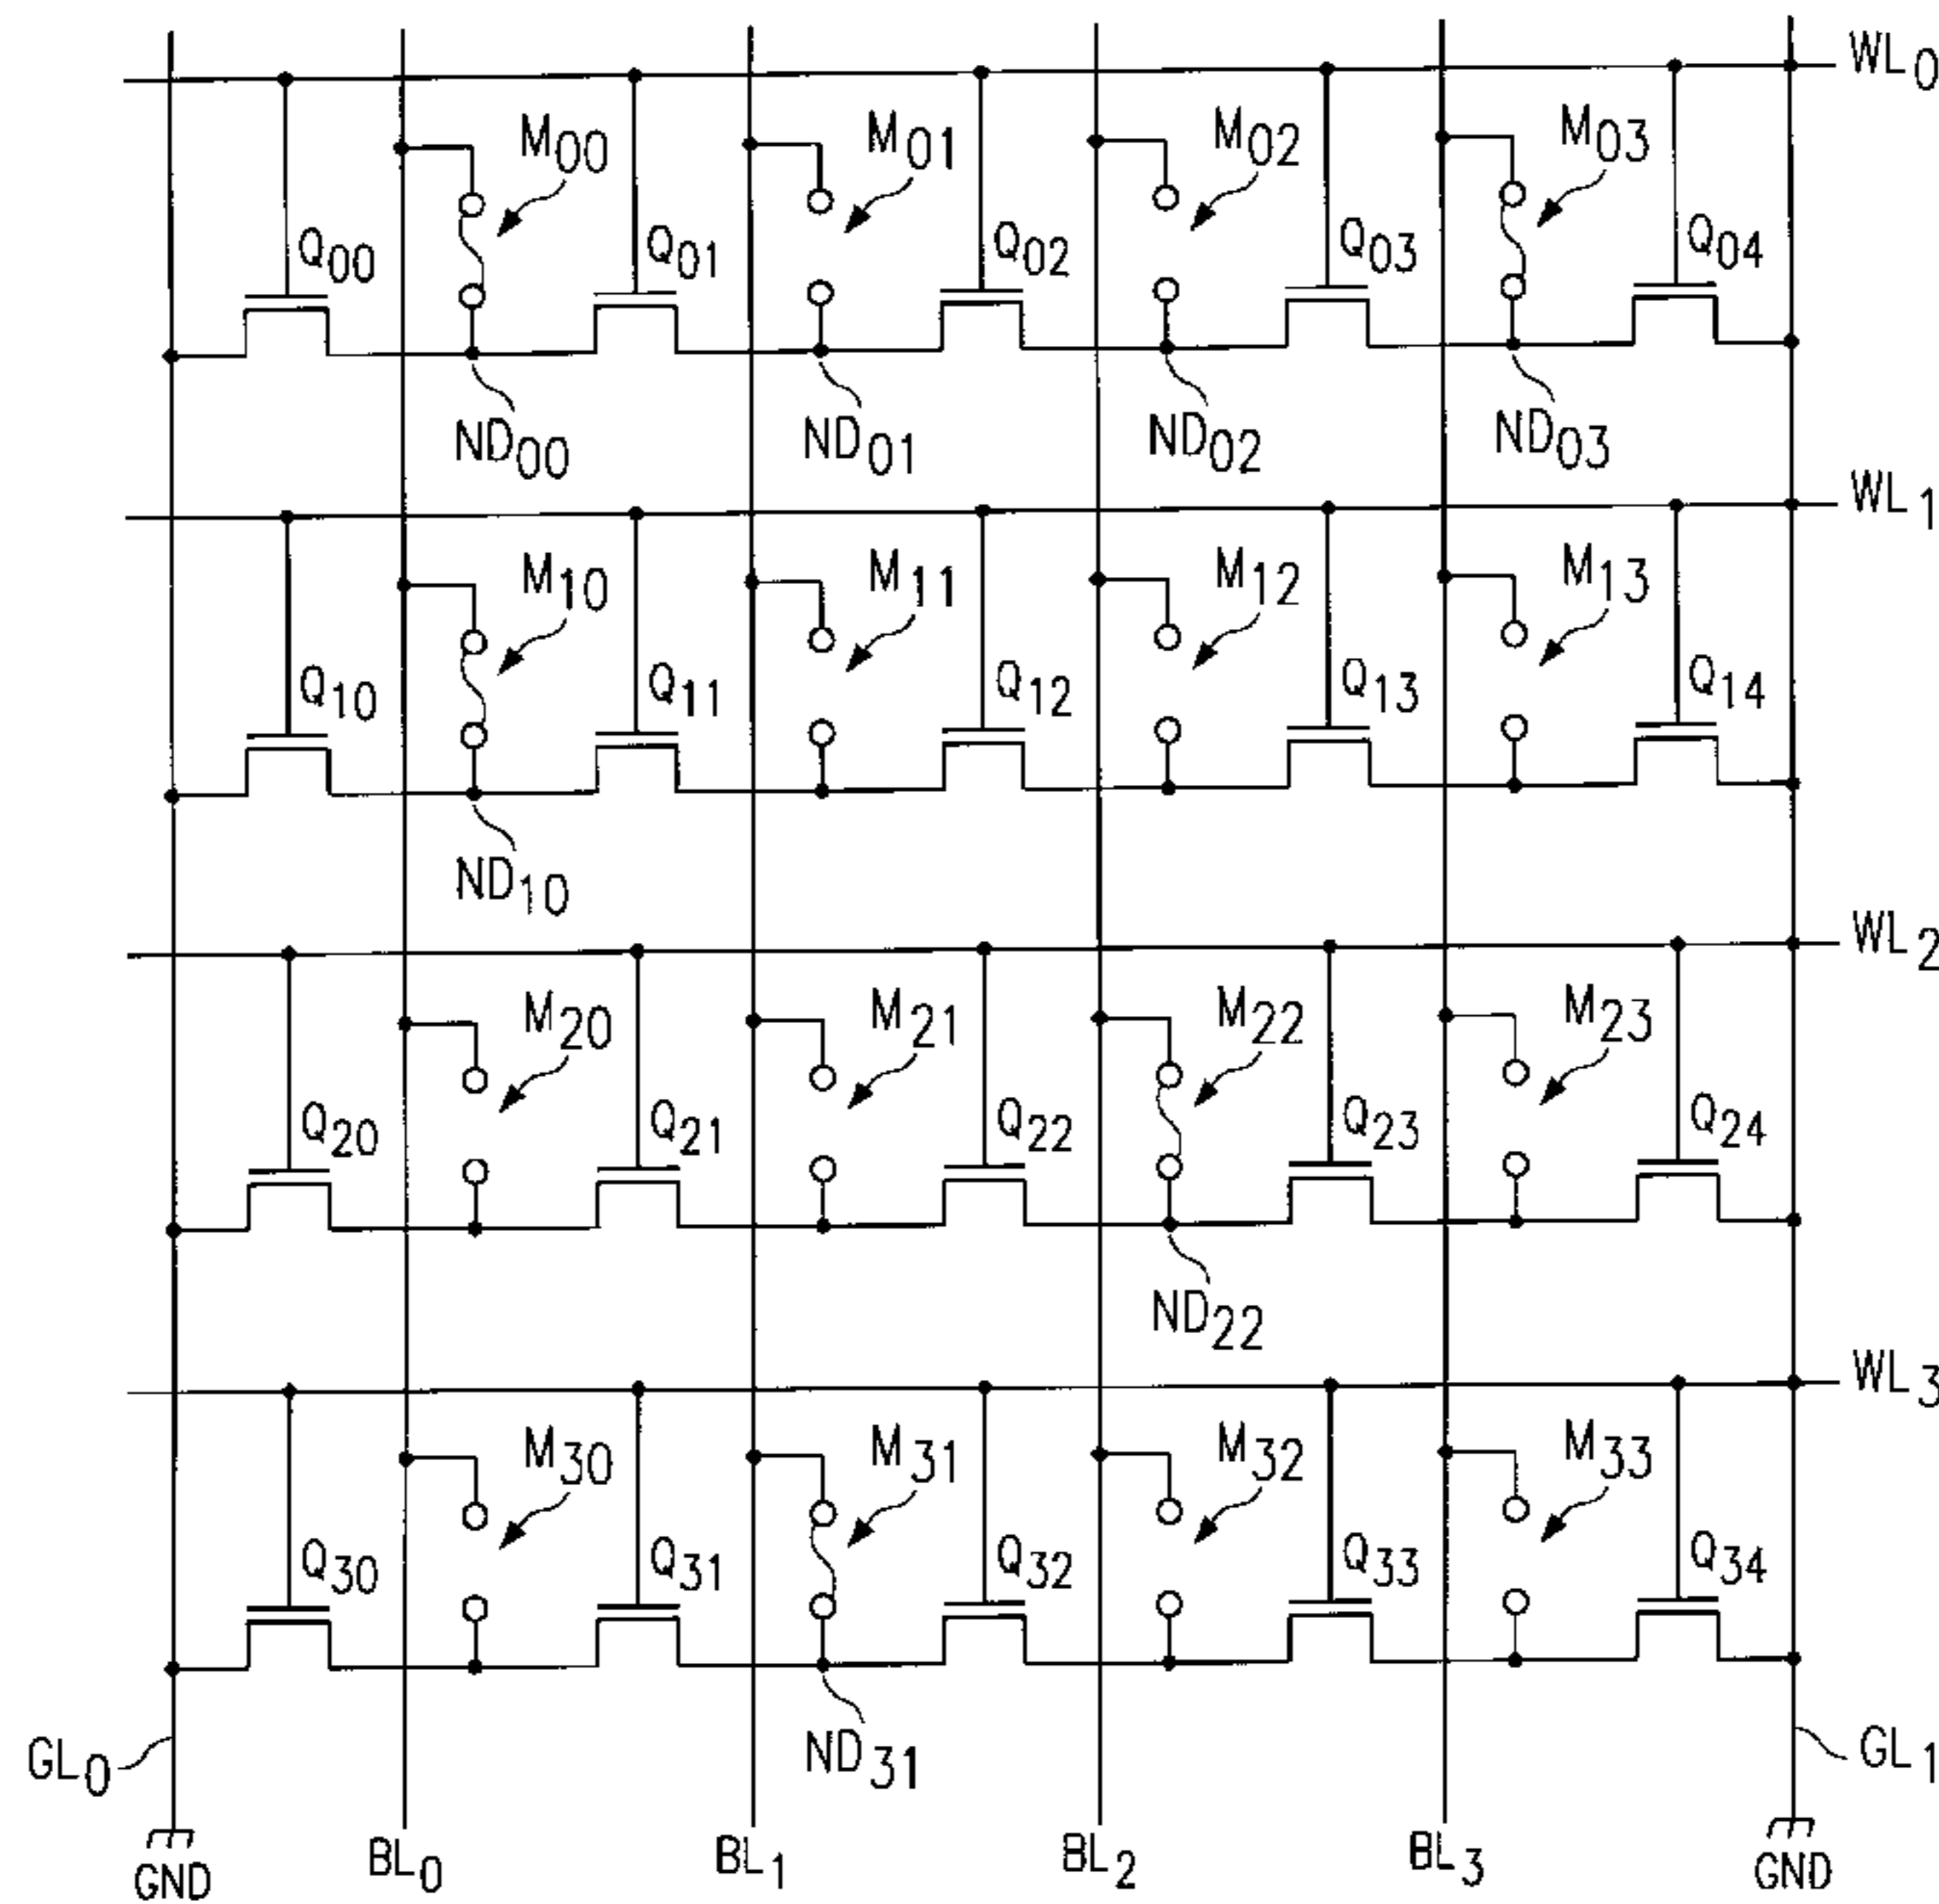 WL0
M00 M01 M02 M03
Q00 Q01 Q02 Q03 Q04
ND00 ND01 ND02 ND03
WL1
M10 M11 M12 M13
Q10 Q11 Q12 Q13 Q14
ND10
WL2
M20 M21 M22 M23
Q20 Q21 Q22 Q23 Q24
ND22
WL3
M30 M31 M32 M33
Q30 Q31 Q32 Q33 Q34
GL0 ND31 GL1
GND BL0 BL1 BL2 BL3 GND